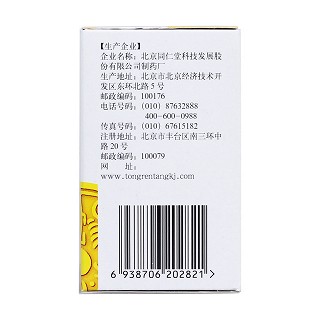 【生产企业】
企业名称：北京同仁堂科技发展股
份有限公司制药厂
生产地址：北京市北京经济技术开
发区东环北路5号
邮政编码：100176
电话号码：(010) 87632888
400-600-0988
传真号码：(010) 67615182
注册地址：北京市丰台区南三环中
路20号
邮政编码：100079
网　　址：
www.tongrentangkj.com
6 938706 202821